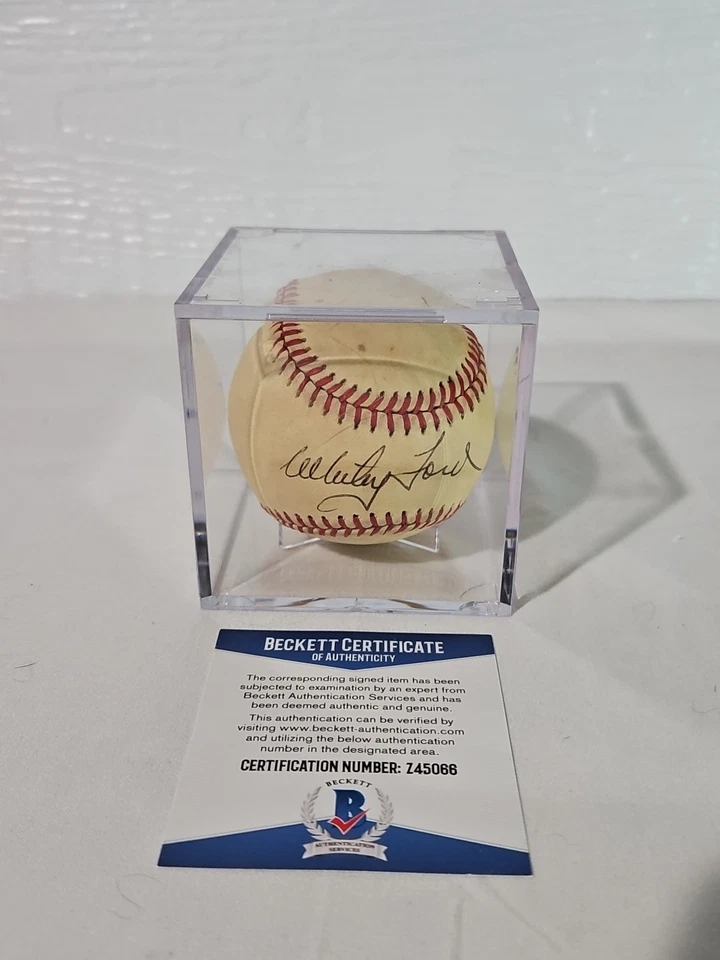 Whitey Ford
BECKETT CERTIFICATE
OF AUTHENTICITY
The corresponding signed item has been
subjected to examination by an expert from
Beckett Authentication Services and has
been deemed authentic and genuine.
This authentication can be verified by
visiting www.beckett-authentication.com
and utilizing the below authentication
number in the designated area.
CERTIFICATION NUMBER: Z45066
BECKETT
B
AUTHENTICATION
SERVICES